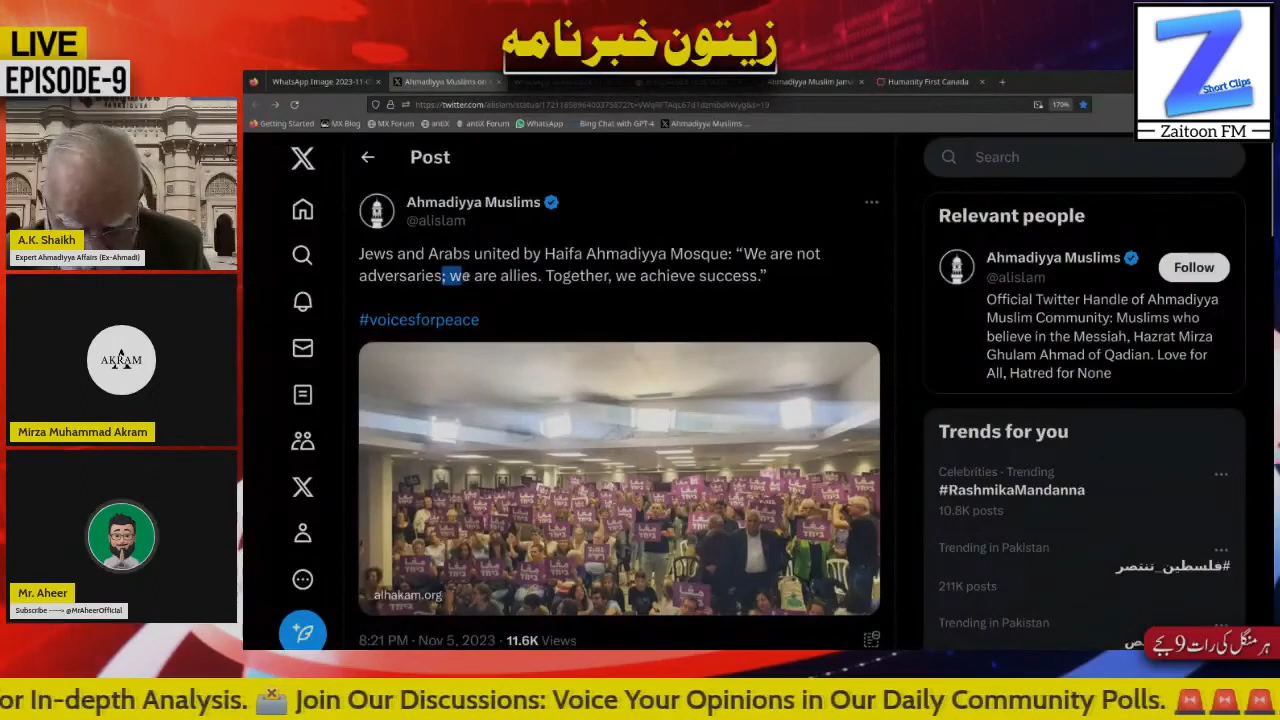 LIVE
EPISODE-9
زیتون خبرنامہ
Short Clips
Zaitoon FM
WhatsApp Image 2023-11-
Ahmadiyya Muslims on
Ahmadiyya Muslim Jam
Humanity First Canada
Getting Started
MX Blog
MX Forum
antiX
antiX Forum
WhatsApp
Bing Chat with GPT-4
Ahmadiyya Muslims...
170%
Post
Search
Ahmadiyya Muslims
@alislam
Jews and Arabs united by Haifa Ahmadiyya Mosque: “We are not
adversaries; we are allies. Together, we achieve success.”
#voicesforpeace
alhakam.org
8:21 PM · Nov 5, 2023 · 11.6K Views
Relevant people
Ahmadiyya Muslims
@alislam
Follow
Official Twitter Handle of Ahmadiyya
Muslim Community: Muslims who
believe in the Messiah, Hazrat Mirza
Ghulam Ahmad of Qadian. Love for
All, Hatred for None
Trends for you
Celebrities · Trending
#RashmikaMandanna
10.8K posts
Trending in Pakistan
#فلسطين_تنتصر
211K posts
Trending in Pakistan
ہر منگل کی رات 9 بجے
A.K. Shaikh
Expert Ahmadiyya Affairs (Ex-Ahmadi)
AKRAM
Mirza Muhammad Akram
Mr. Aheer
Subscribe ----> @MrAheerOfficial
or In-depth Analysis. Join Our Discussions: Voice Your Opinions in Our Daily Community Polls.